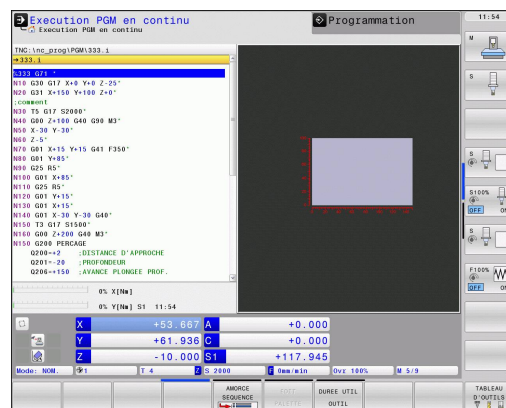 Execution PGM en continu
Execution PGM en continu
Programmation
11:54
TNC:\nc_prog\PGM\333.i
→333.i
%333 G71 *
N10 G30 G17 X+0 Y+0 Z-25*
N20 G31 X+150 Y+100 Z+0*
;comment
N30 T5 G17 S2000*
N40 G00 Z+100 G40 G90 M3*
N50 X-30 Y-30*
N60 Z-5*
N70 G01 X+15 Y+15 G41 F350*
N80 G01 Y+85*
N90 G25 R5*
N100 G01 X+85*
N110 G25 R5*
N120 G01 Y+15*
N130 G01 X+15*
N140 G01 X-30 Y-30 G40*
N150 T3 G17 S1500*
N160 G00 Z+200 G40 M3*
N150 G200 PERCAGE
Q200=+2 ;DISTANCE D'APPROCHE
Q201=-20 ;PROFONDEUR
Q206=+150 ;AVANCE PLONGEE PROF.
0% X[Nm]
0% Y[Nm] S1 11:54
X +53.667 A +0.000
Y +61.936 C +0.000
Z -10.000 S1 +117.945
Mode: NOM. 1 T 4 Z S 2000 F 0mm/min Ovr 100% M 5/9
M
S
S
S100%
OFF ON
S
F100%
OFF ON
AMORCE
SEQUENCE
DUREE UTIL
OUTIL
TABLEAU
D'OUTILS